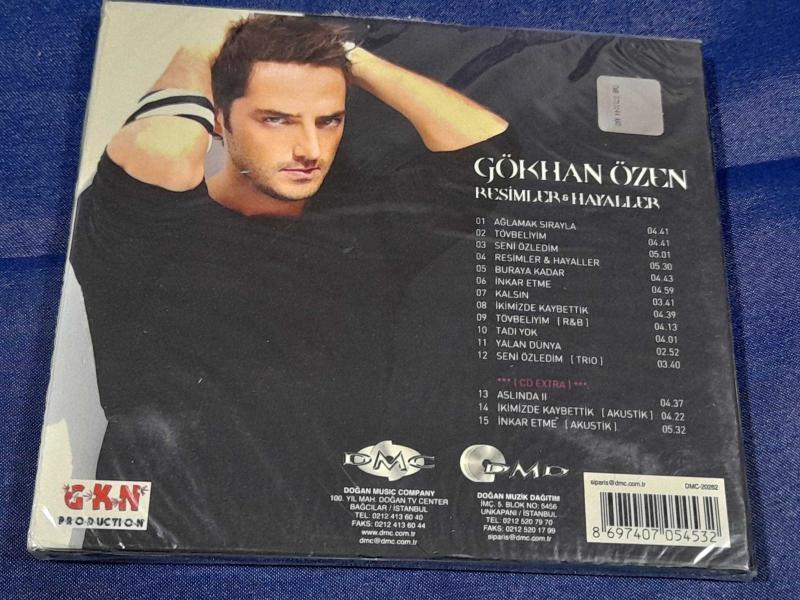 GÖKHAN ÖZEN
RESİMLER & HAYALLER
01 AĞLAMAK SIRAYLA 04.41
02 TÖVBELİYİM 04.41
03 SENİ ÖZLEDİM 05.01
04 RESİMLER & HAYALLER 05.30
05 BURAYA KADAR 04.43
06 İNKAR ETME 04.59
07 KALSIN 03.41
08 İKİMİZDE KAYBETTİK 04.39
09 TÖVBELİYİM [R&B] 04.13
10 TADI YOK 04.01
11 YALAN DÜNYA 02.52
12 SENİ ÖZLEDİM [TRIO] 03.40
*** [CD EXTRA] ***
13 ASLINDA II 04.37
14 İKİMİZDE KAYBETTİK [AKUSTİK] 04.22
15 İNKAR ETME [AKUSTİK] 05.32
G·K·N
PRODUCTION
DMC
DOĞAN MUSIC COMPANY
100. YIL MAH. DOĞAN TV CENTER
BAĞCILAR / İSTANBUL
TEL: 0212 413 60 40
FAKS: 0212 413 60 44
www.dmc.com.tr
dmc@dmc.com.tr
DMD
DOĞAN MUZİK DAĞITIM
İMÇ. 5. BLOK NO: 5456
UNKAPANI / İSTANBUL
TEL: 0212 520 79 70
FAKS: 0212 520 17 99
siparis@dmc.com.tr
siparis@dmc.com.tr DMC-20262
8 697407 054532